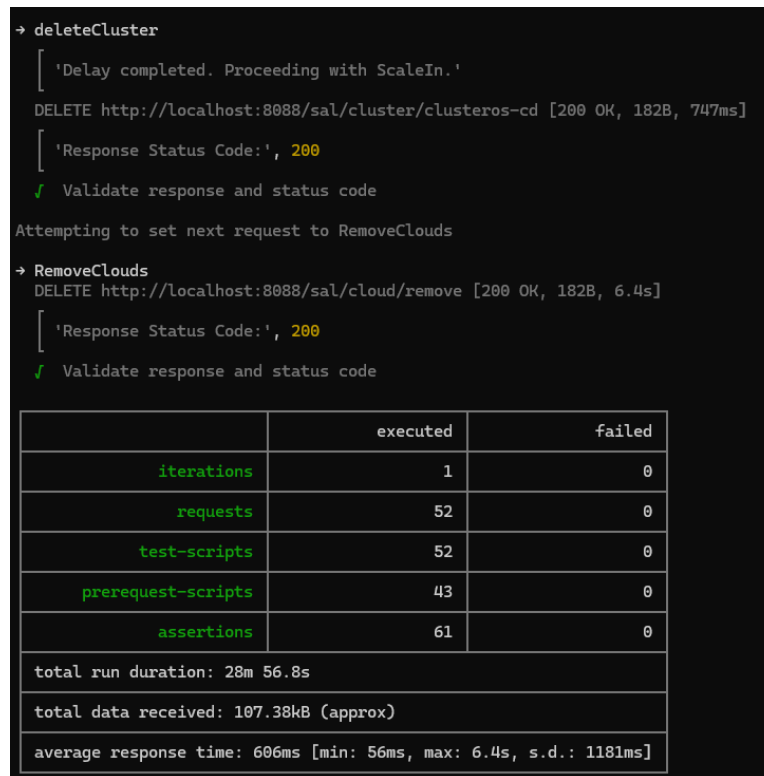 → deleteCluster
'Delay completed. Proceeding with ScaleIn.'
DELETE http://localhost:8088/sal/cluster/clusteros-cd [200 OK, 182B, 747ms]
'Response Status Code:', 200
√ Validate response and status code
Attempting to set next request to RemoveClouds
→ RemoveClouds
DELETE http://localhost:8088/sal/cloud/remove [200 OK, 182B, 6.4s]
'Response Status Code:', 200
√ Validate response and status code
executed failed
iterations 1 0
requests 52 0
test-scripts 52 0
prerequest-scripts 43 0
assertions 61 0
total run duration: 28m 56.8s
total data received: 107.38kB (approx)
average response time: 606ms [min: 56ms, max: 6.4s, s.d.: 1181ms]